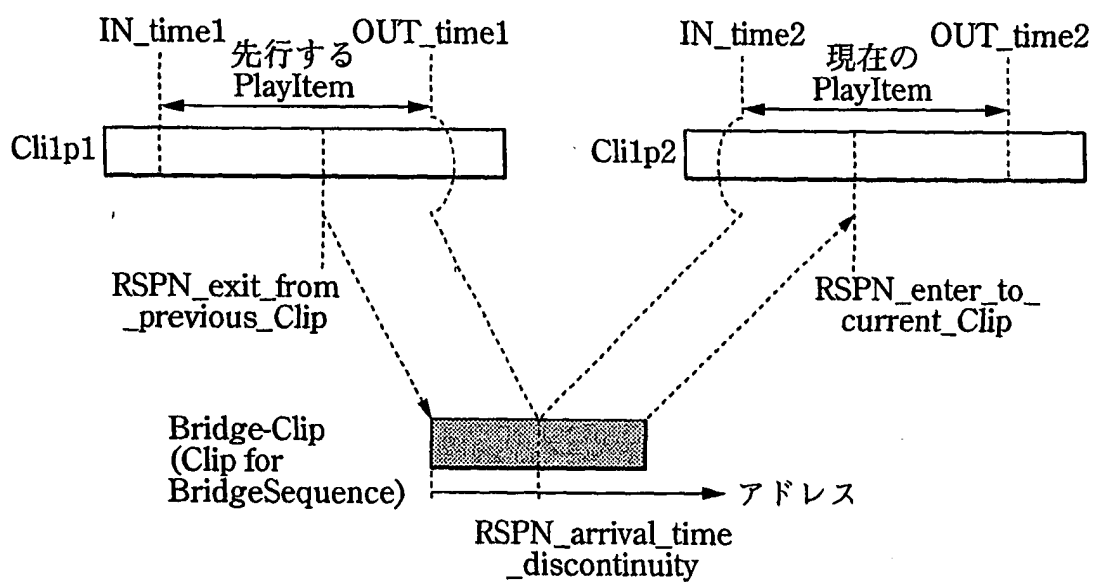 IN_time1
OUT_time1
IN_time2
OUT_time2
先行する
PlayItem
現在の
PlayItem
Cli1p1
Cli1p2
RSPN_exit_from
_previous_Clip
RSPN_enter_to_
current_Clip
Bridge-Clip
(Clip for
BridgeSequence)
アドレス
RSPN_arrival_time
_discontinuity